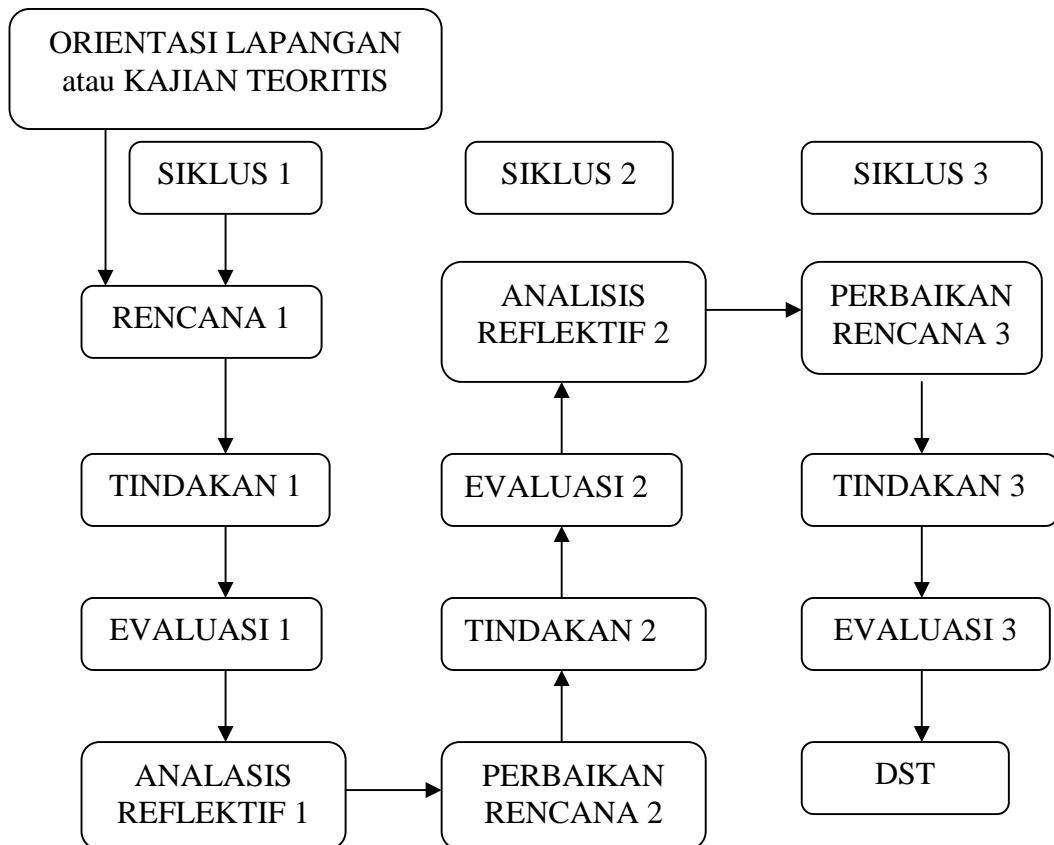 ORIENTASI LAPANGAN
atau KAJIAN TEORITIS
SIKLUS 1
RENCANA 1
TINDAKAN 1
EVALUASI 1
ANALASIS
REFLEKTIF 1
SIKLUS 2
ANALISIS
REFLEKTIF 2
EVALUASI 2
TINDAKAN 2
PERBAIKAN
RENCANA 2
SIKLUS 3
PERBAIKAN
RENCANA 3
TINDAKAN 3
EVALUASI 3
DST